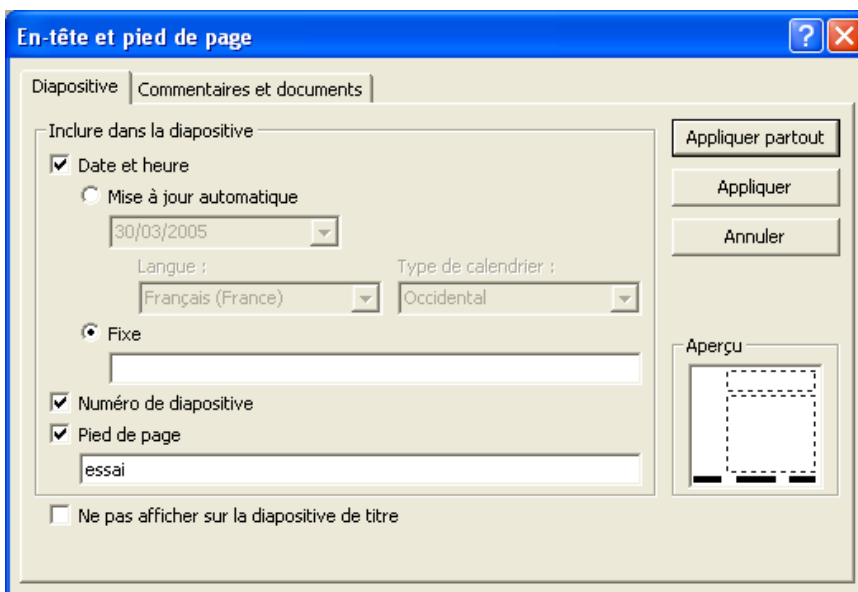 En-tête et pied de page
Diapositive
Commentaires et documents
Inclure dans la diapositive
Date et heure
Mise à jour automatique
30/03/2005
Langue :
Type de calendrier :
Français (France)
Occidental
Fixe
Numéro de diapositive
Pied de page
essai
Ne pas afficher sur la diapositive de titre
Appliquer partout
Appliquer
Annuler
Aperçu